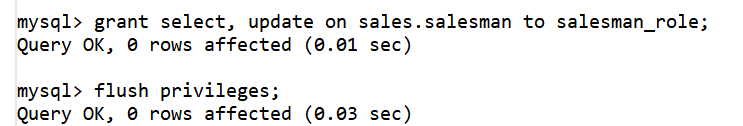 mysql> grant select, update on sales.salesman to salesman_role;
Query OK, 0 rows affected (0.01 sec)
mysql> flush privileges;
Query OK, 0 rows affected (0.03 sec)